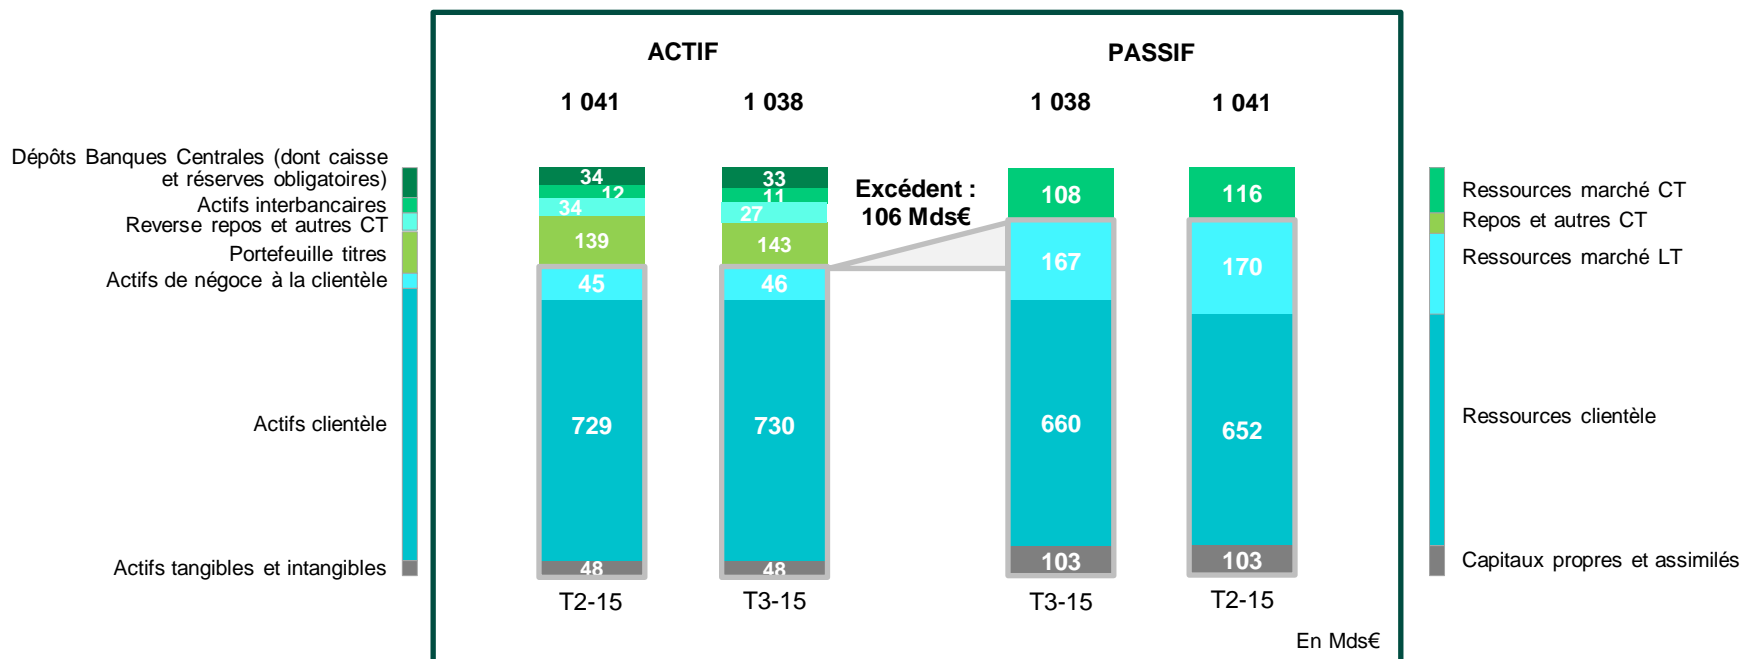 ACTIF
PASSIF
1 041
1 038
1 038
1 041
Dépôts Banques Centrales (dont caisse
et réserves obligatoires)
Actifs interbancaires
Reverse repos et autres CT
Portefeuille titres
Actifs de négoce à la clientèle
Actifs clientèle
Actifs tangibles et intangibles
34
12
34
139
45
729
48
T2-15
33
11
27
143
46
730
48
T3-15
Excédent :
106 Mds€
108
167
660
103
T3-15
116
170
652
103
T2-15
Ressources marché CT
Repos et autres CT
Ressources marché LT
Ressources clientèle
Capitaux propres et assimilés
En Mds€